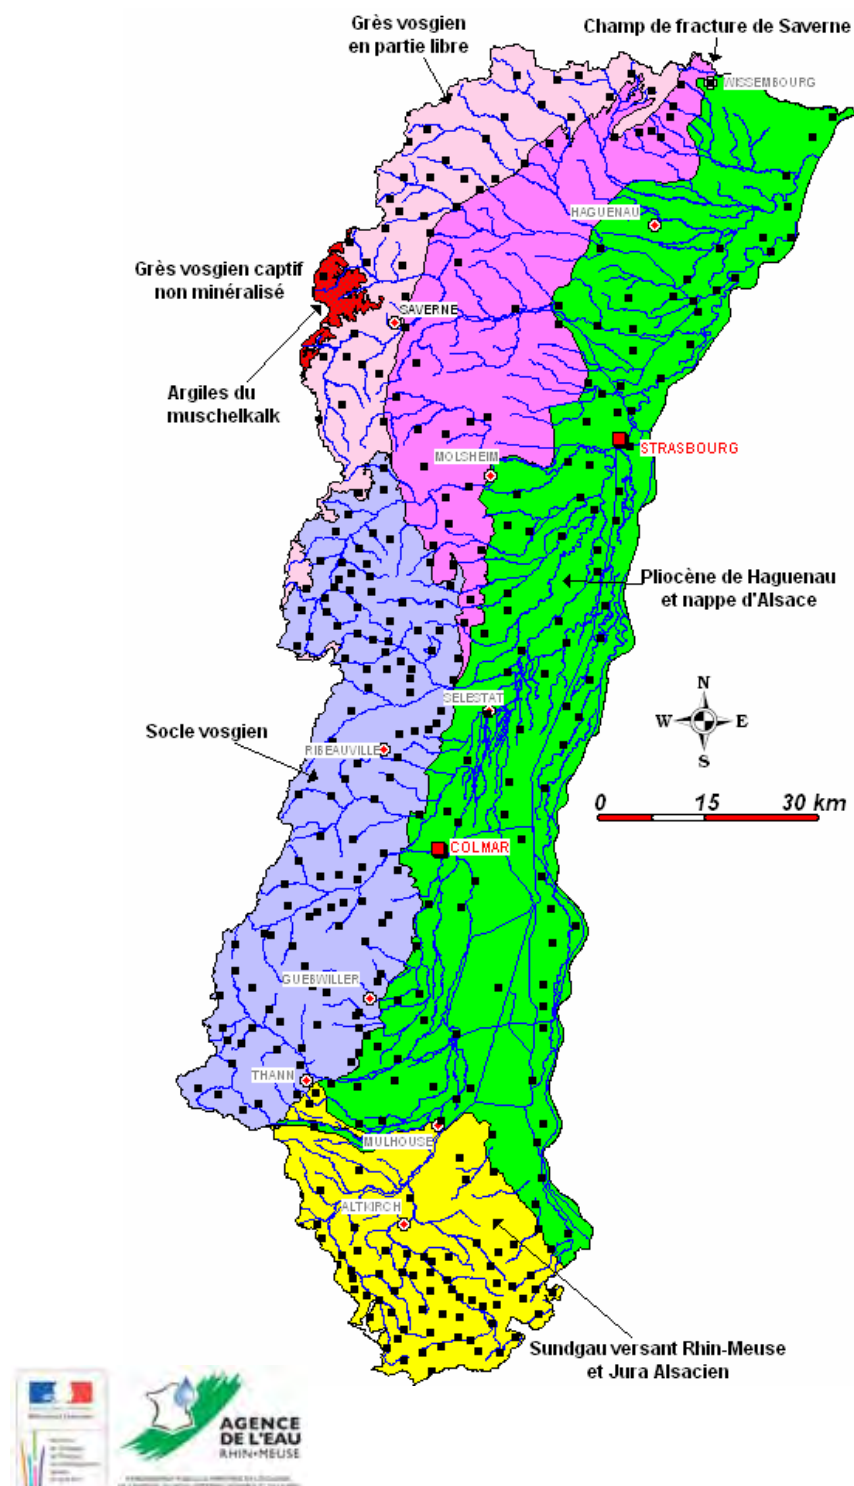 Grès vosgien
en partie libre
Champ de fracture de Saverne
WISSEMBOURG
HAGUENAU
Grès vosgien captif
non minéralisé
SAVERNE
Argiles du
muschelkalk
MOLSHEIM
STRASBOURG
Pliocène de Haguenau
et nappe d'Alsace
SELESTAT
N
W
E
S
Socle vosgien
RIBEAUVILLE
0 15 30 km
COLMAR
GUEBWILLER
THANN
MULHOUSE
ALTKIRCH
Sundgau versant Rhin-Meuse
et Jura Alsacien
AGENCE
DE L'EAU
RHIN-MEUSE